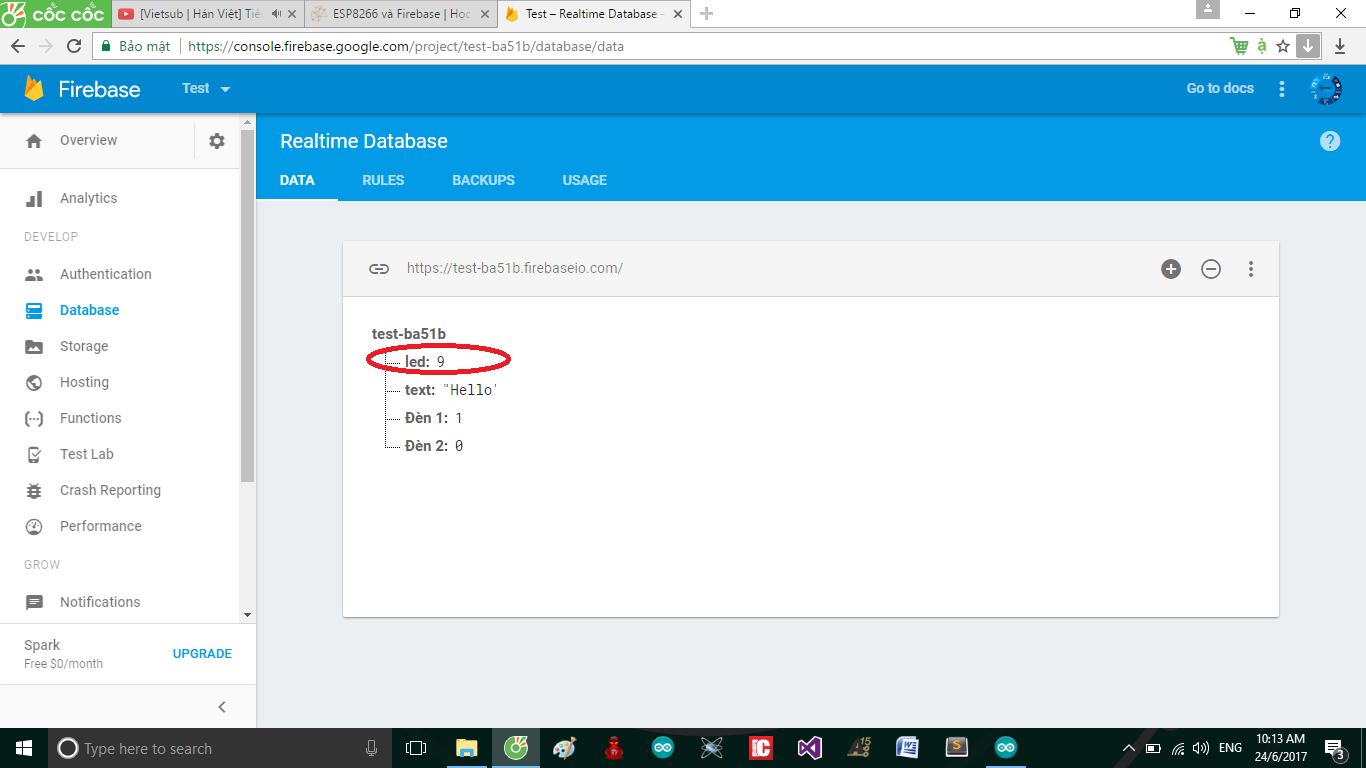 cốc cốc
[Vietsub | Hán Việt] Tiê
ESP8266 và Firebase | Học
Test – Realtime Database -
Bảo mật
https://console.firebase.google.com/project/test-ba51b/database/data
à
Firebase
Test
Go to docs
Overview
Realtime Database
DATA
RULES
BACKUPS
USAGE
Analytics
DEVELOP
Authentication
Database
Storage
Hosting
Functions
Test Lab
Crash Reporting
Performance
GROW
Notifications
Spark
Free $0/month
UPGRADE
https://test-ba51b.firebaseio.com/
test-ba51b
led: 9
text: "Hello'
Đèn 1: 1
Đèn 2: 0
Type here to search
ENG
10:13 AM
24/6/2017
3